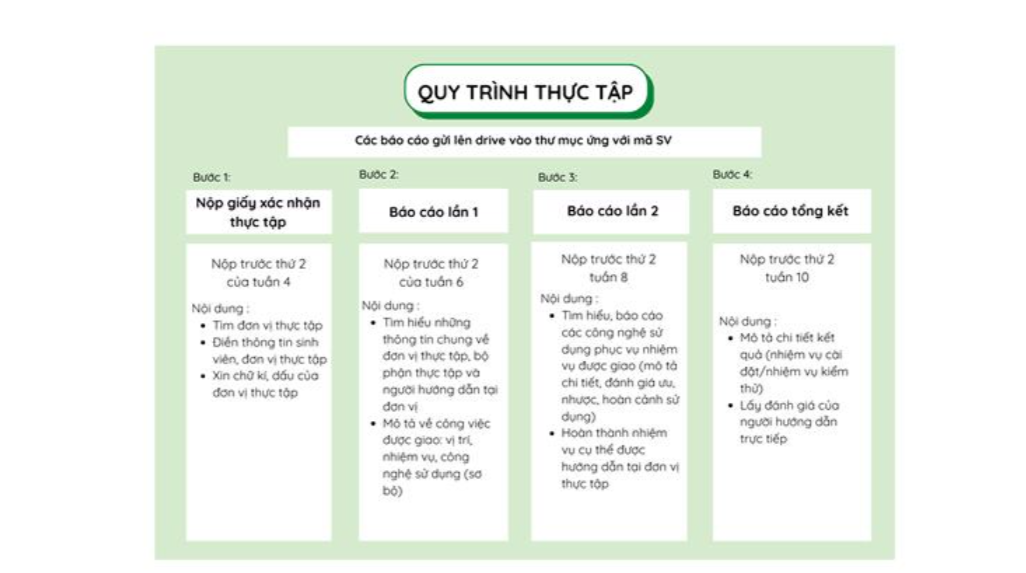 QUY TRÌNH THỰC TẬP
Các báo cáo gửi lên drive vào thư mục ứng với mã SV
Bước 1:
Nộp giấy xác nhận
thực tập
Nộp trước thứ 2
của tuần 4
Nội dung :
• Tìm đơn vị thực tập
• Điền thông tin sinh
viên, đơn vị thực tập
• Xin chữ kí, dấu của
đơn vị thực tập
Bước 2:
Báo cáo lần 1
Nộp trước thứ 2
của tuần 6
Nội dung :
• Tìm hiểu những
thông tin chung về
đơn vị thực tập, bộ
phận thực tập và
người hướng dẫn tại
đơn vị
• Mô tả về công việc
được giao: vị trí,
nhiệm vụ, công
nghệ sử dụng (sơ
bộ)
Bước 3:
Báo cáo lần 2
Nộp trước thứ 2
tuần 8
Nội dung :
• Tìm hiểu, báo cáo
các công nghệ sử
dụng phục vụ nhiệm
vụ được giao (mô tả
chi tiết, đánh giá ưu,
nhược, hoàn cảnh sử
dụng)
• Hoàn thành nhiệm
vụ cụ thể được
hướng dẫn tại đơn vị
thực tập
Bước 4:
Báo cáo tổng kết
Nộp trước thứ 2
tuần 10
Nội dung :
• Mô tả chi tiết kết
quả (nhiệm vụ cài
đặt/nhiệm vụ kiểm
thử)
• Lấy đánh giá của
người hướng dẫn
trực tiếp